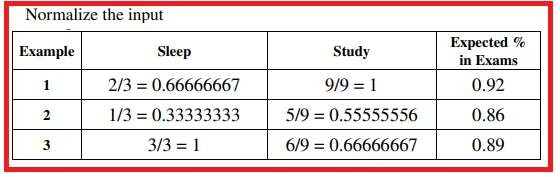 Normalize the input
Example Sleep Study Expected % in Exams
1 2/3 = 0.66666667 9/9 = 1 0.92
2 1/3 = 0.33333333 5/9 = 0.55555556 0.86
3 3/3 = 1 6/9 = 0.66666667 0.89